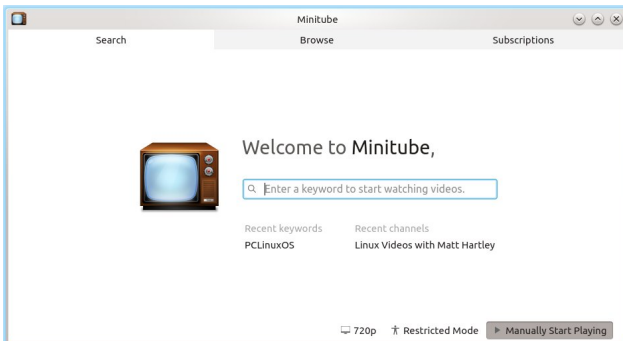 Minitube
Search Browse Subscriptions
Welcome to Minitube,
Enter a keyword to start watching videos.
Recent keywords Recent channels
PCLinuxOS Linux Videos with Matt Hartley
720p Restricted Mode Manually Start Playing